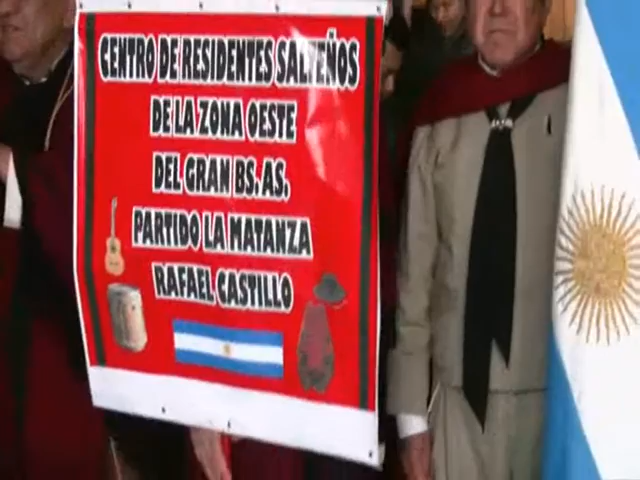 CENTRO DE RESIDENTES SALTEÑOS
DE LA ZONA OESTE
DEL GRAN BS. AS.
PARTIDO LA MATANZA
RAFAEL CASTILLO